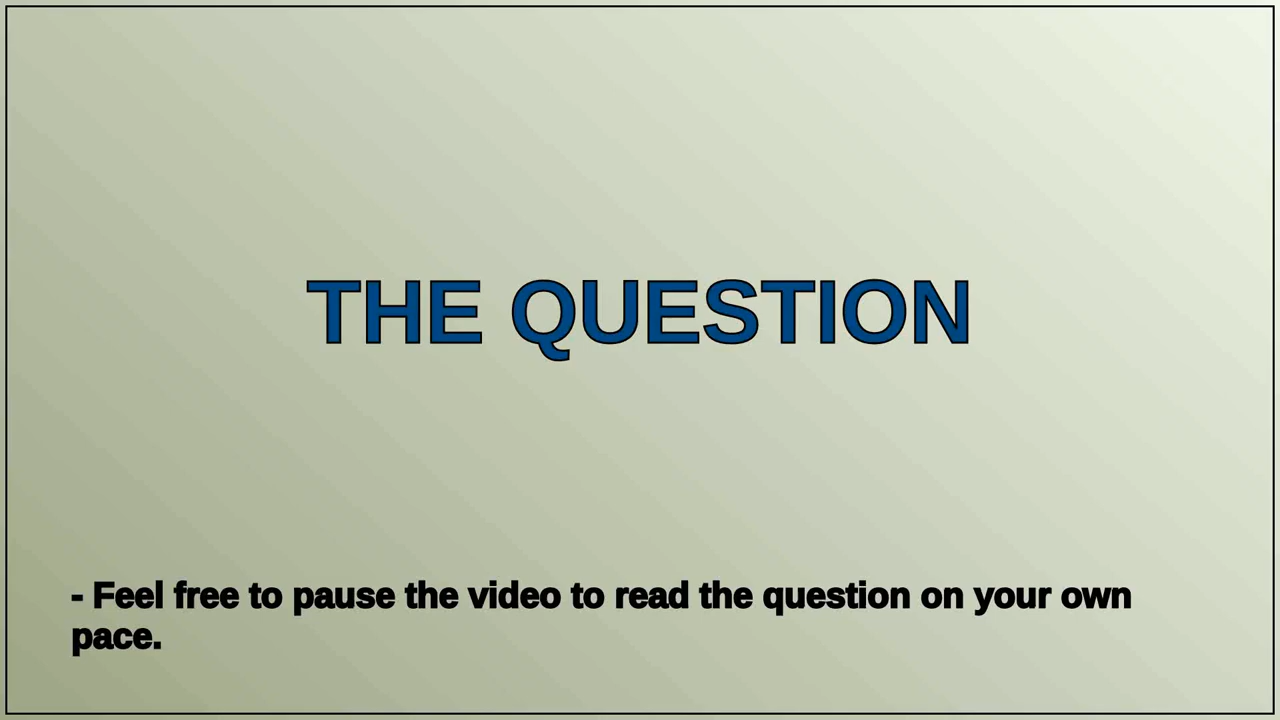 THE QUESTION
- Feel free to pause the video to read the question on your own
pace.